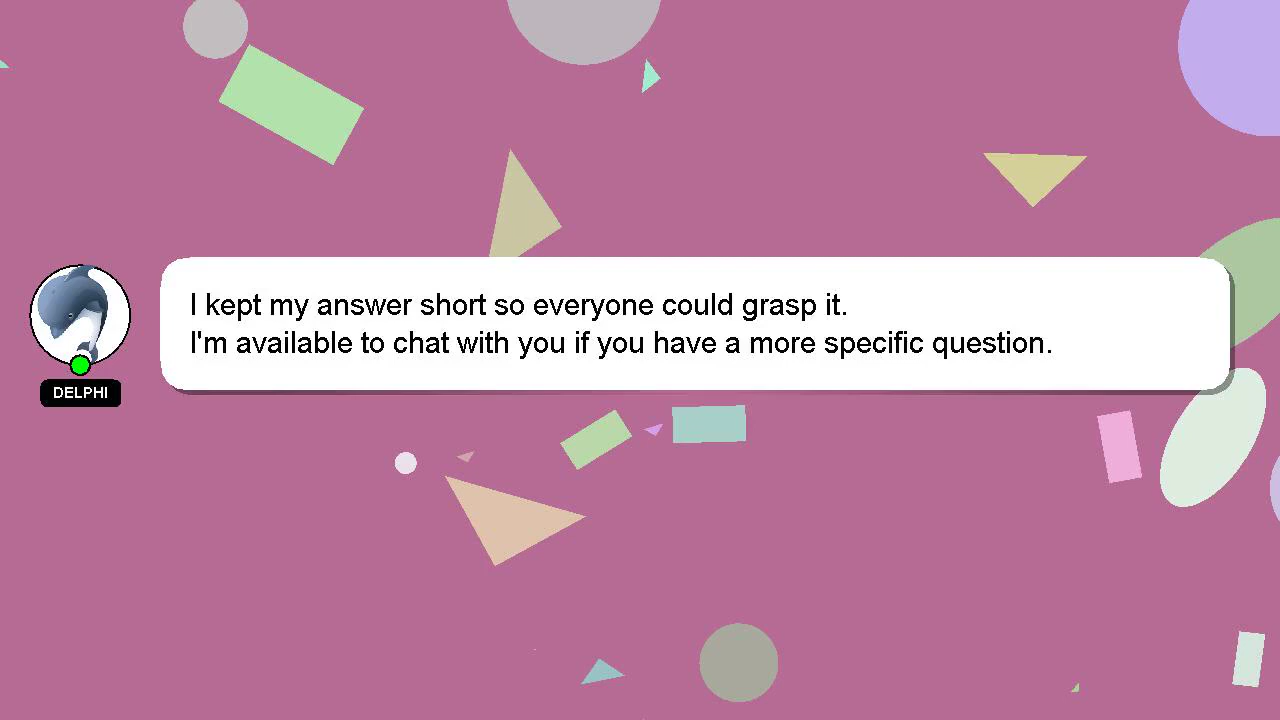 I kept my answer short so everyone could grasp it.
I'm available to chat with you if you have a more specific question.
DELPHI